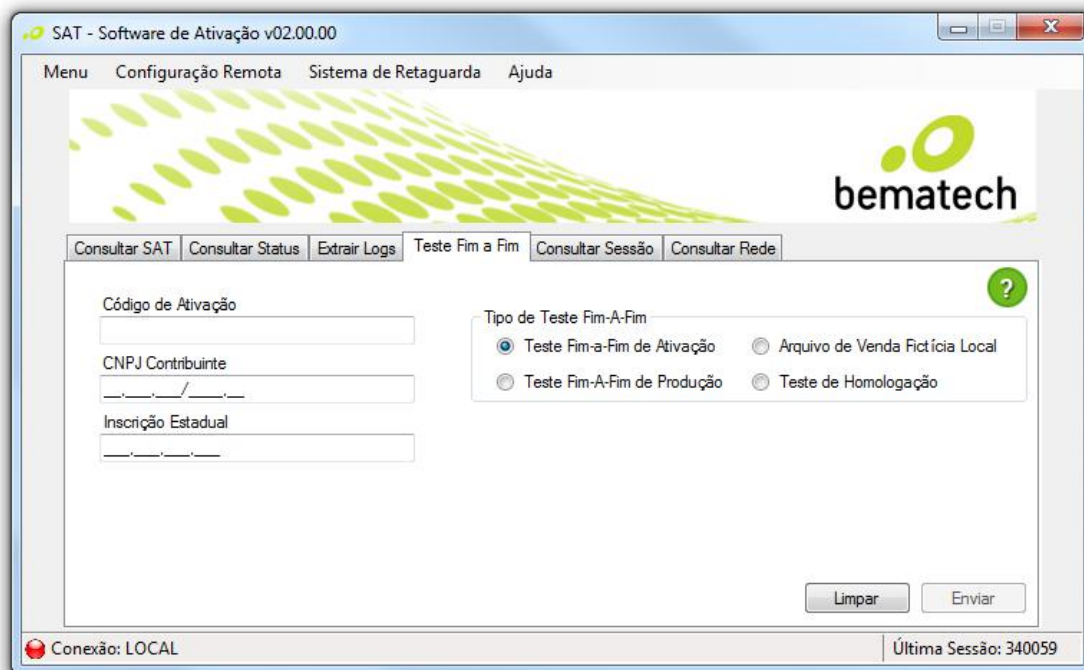 SAT - Software de Ativação v02.00.00
Menu Configuração Remota Sistema de Retaguarda Ajuda
bematech
Consultar SAT Consultar Status Extrair Logs Teste Fim a Fim Consultar Sessão Consultar Rede
?
Código de Ativação
Tipo de Teste Fim-A-Fim
Teste Fim-a-Fim de Ativação Arquivo de Venda Fictícia Local
CNPJ Contribuinte
__.___.___/____.__
Teste Fim-A-Fim de Produção Teste de Homologação
Inscrição Estadual
___.___.___.___
Limpar Enviar
Conexão: LOCAL Última Sessão: 340059